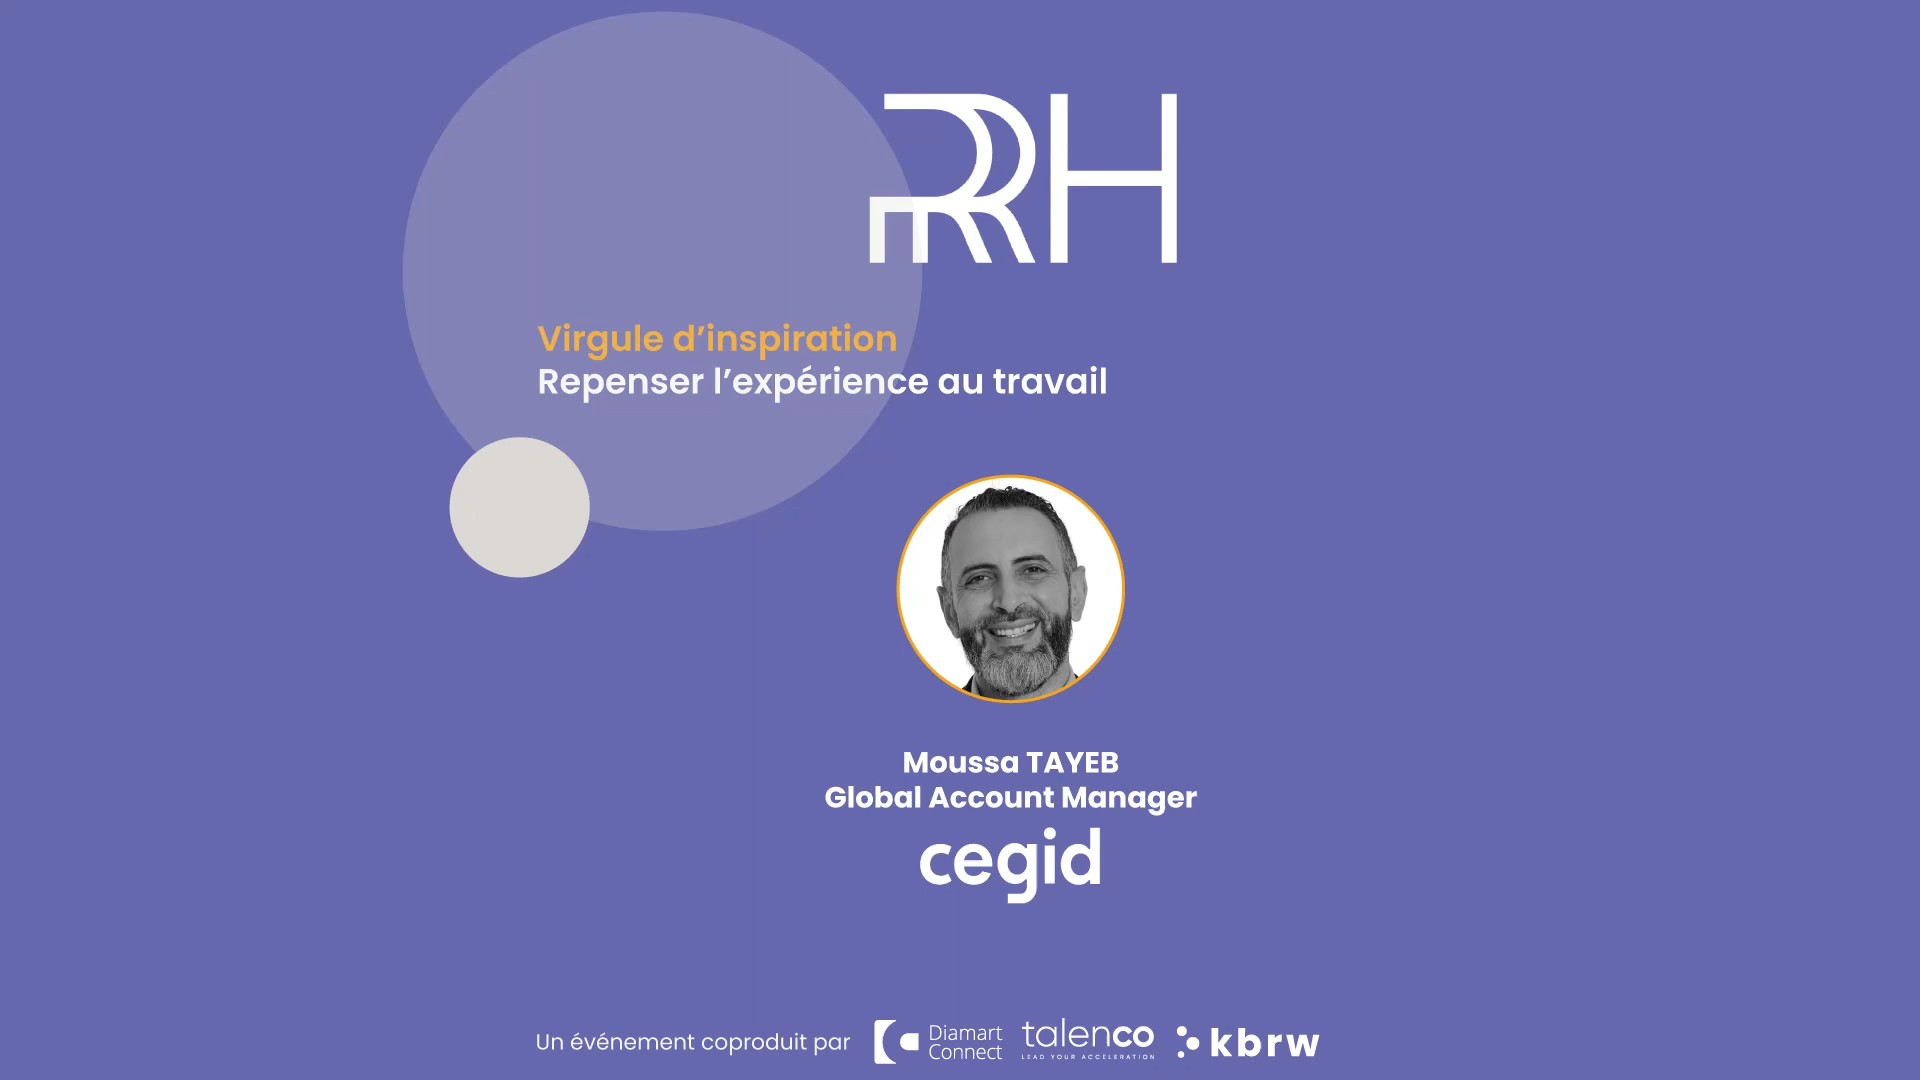 RRH
Virgule d’inspiration
Repenser l’expérience au travail
Moussa TAYEB
Global Account Manager
cegid
Un événement coproduit par
Diamart
Connect
talenco
LEAD YOUR ACCELERATION
kbrw